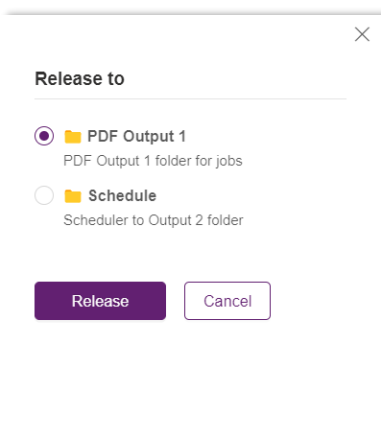 Release to
PDF Output 1
PDF Output 1 folder for jobs
Schedule
Scheduler to Output 2 folder
Release
Cancel